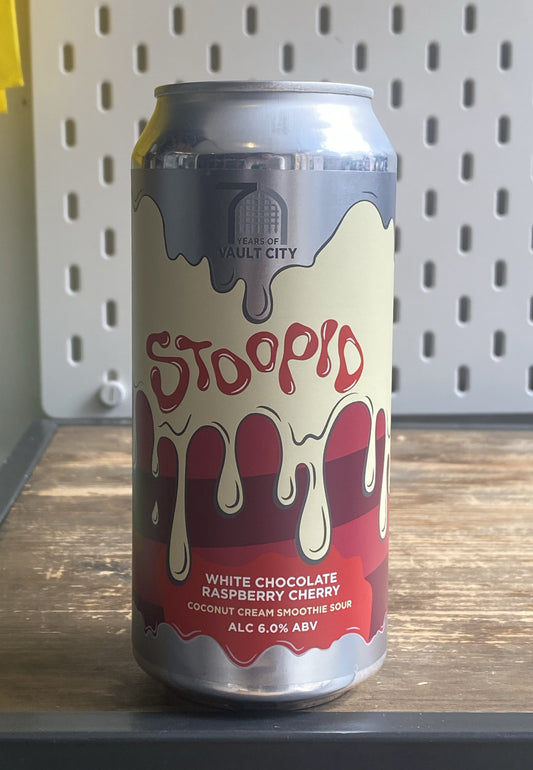 7
YEARS OF
VAULT CITY
STOOPID
WHITE CHOCOLATE
RASPBERRY CHERRY
COCONUT CREAM SMOOTHIE SOUR
ALC 6.0% ABV